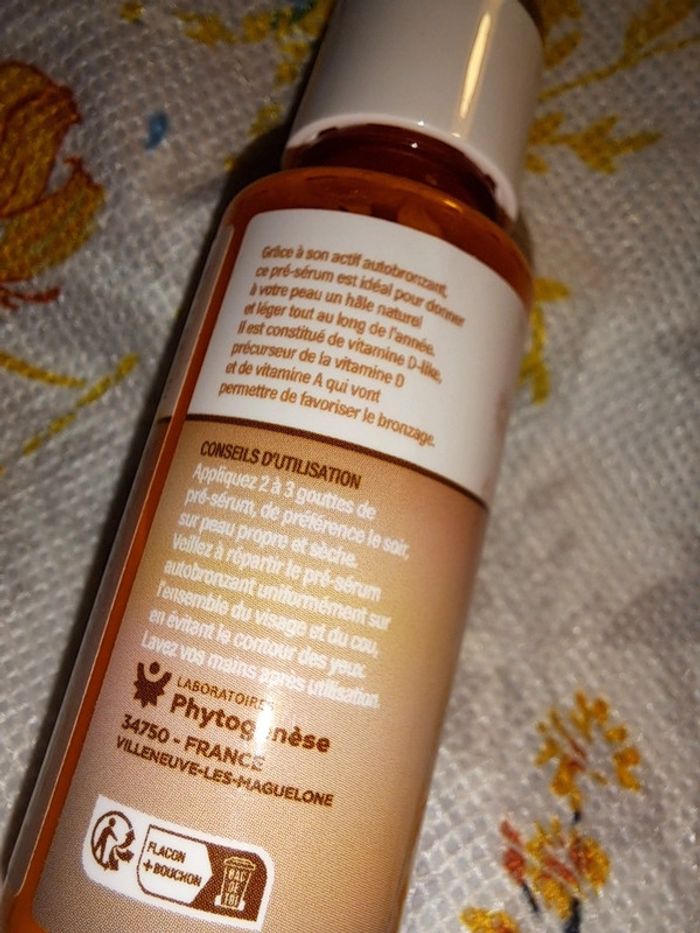 Grâce à son actif autobronzant,
ce pré-sérum est idéal pour donner
à votre peau un hâle naturel
et léger tout au long de l'année.
Il est constitué de vitamine D-like,
précurseur de la vitamine D
et de vitamine A qui vont
permettre de favoriser le bronzage.
CONSEILS D'UTILISATION
Appliquez 2 à 3 gouttes de
pré-sérum, de préférence le soir,
sur peau propre et sèche.
Veillez à répartir le pré-sérum
autobronzant uniformément sur
l'ensemble du visage et du cou,
en évitant le contour des yeux.
Lavez vos mains après utilisation.
LABORATOIRES
Phytogenèse
34750 - FRANCE
VILLENEUVE-LES-MAGUELONE
FLACON
+ BOUCHON
BAC
DE
TRI